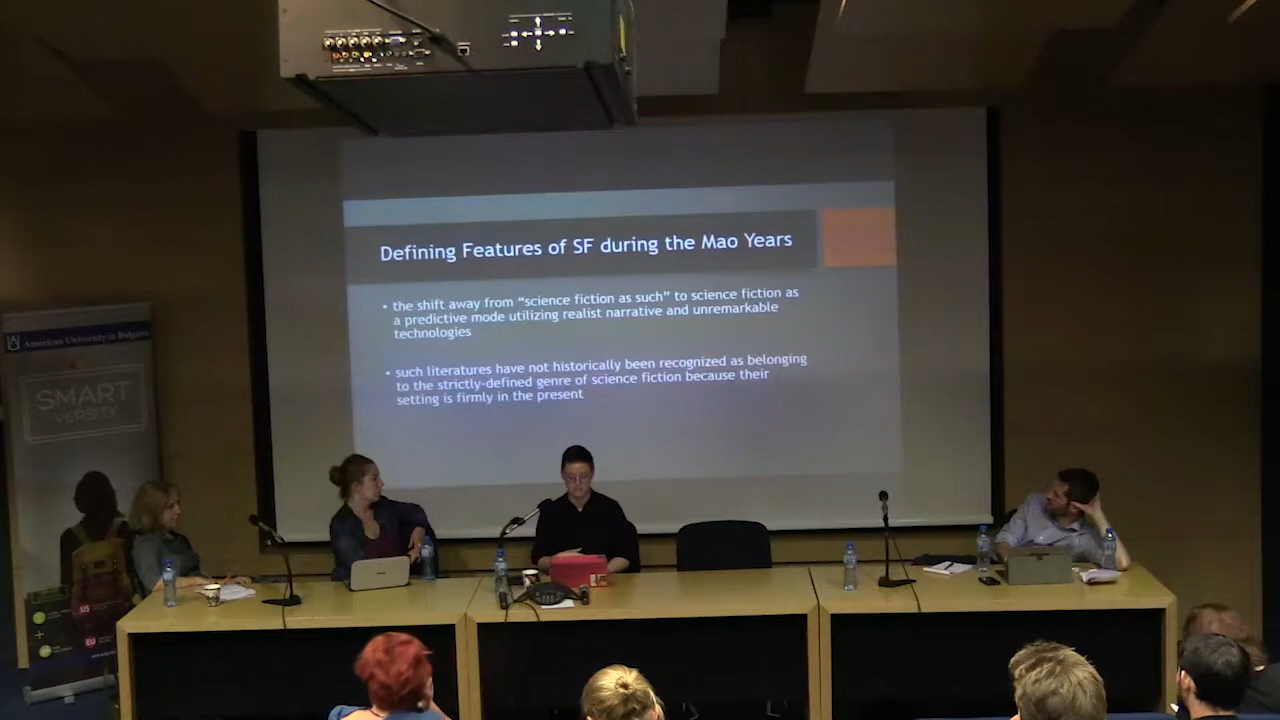 Defining Features of SF during the Mao Years
• the shift away from “science fiction as such” to science fiction as
a predictive mode utilizing realist narrative and unremarkable
technologies
• such literatures have not historically been recognized as belonging
to the strictly-defined genre of science fiction because their
setting is firmly in the present
American University in Bulgaria
SMART
VERSITY
US
EU